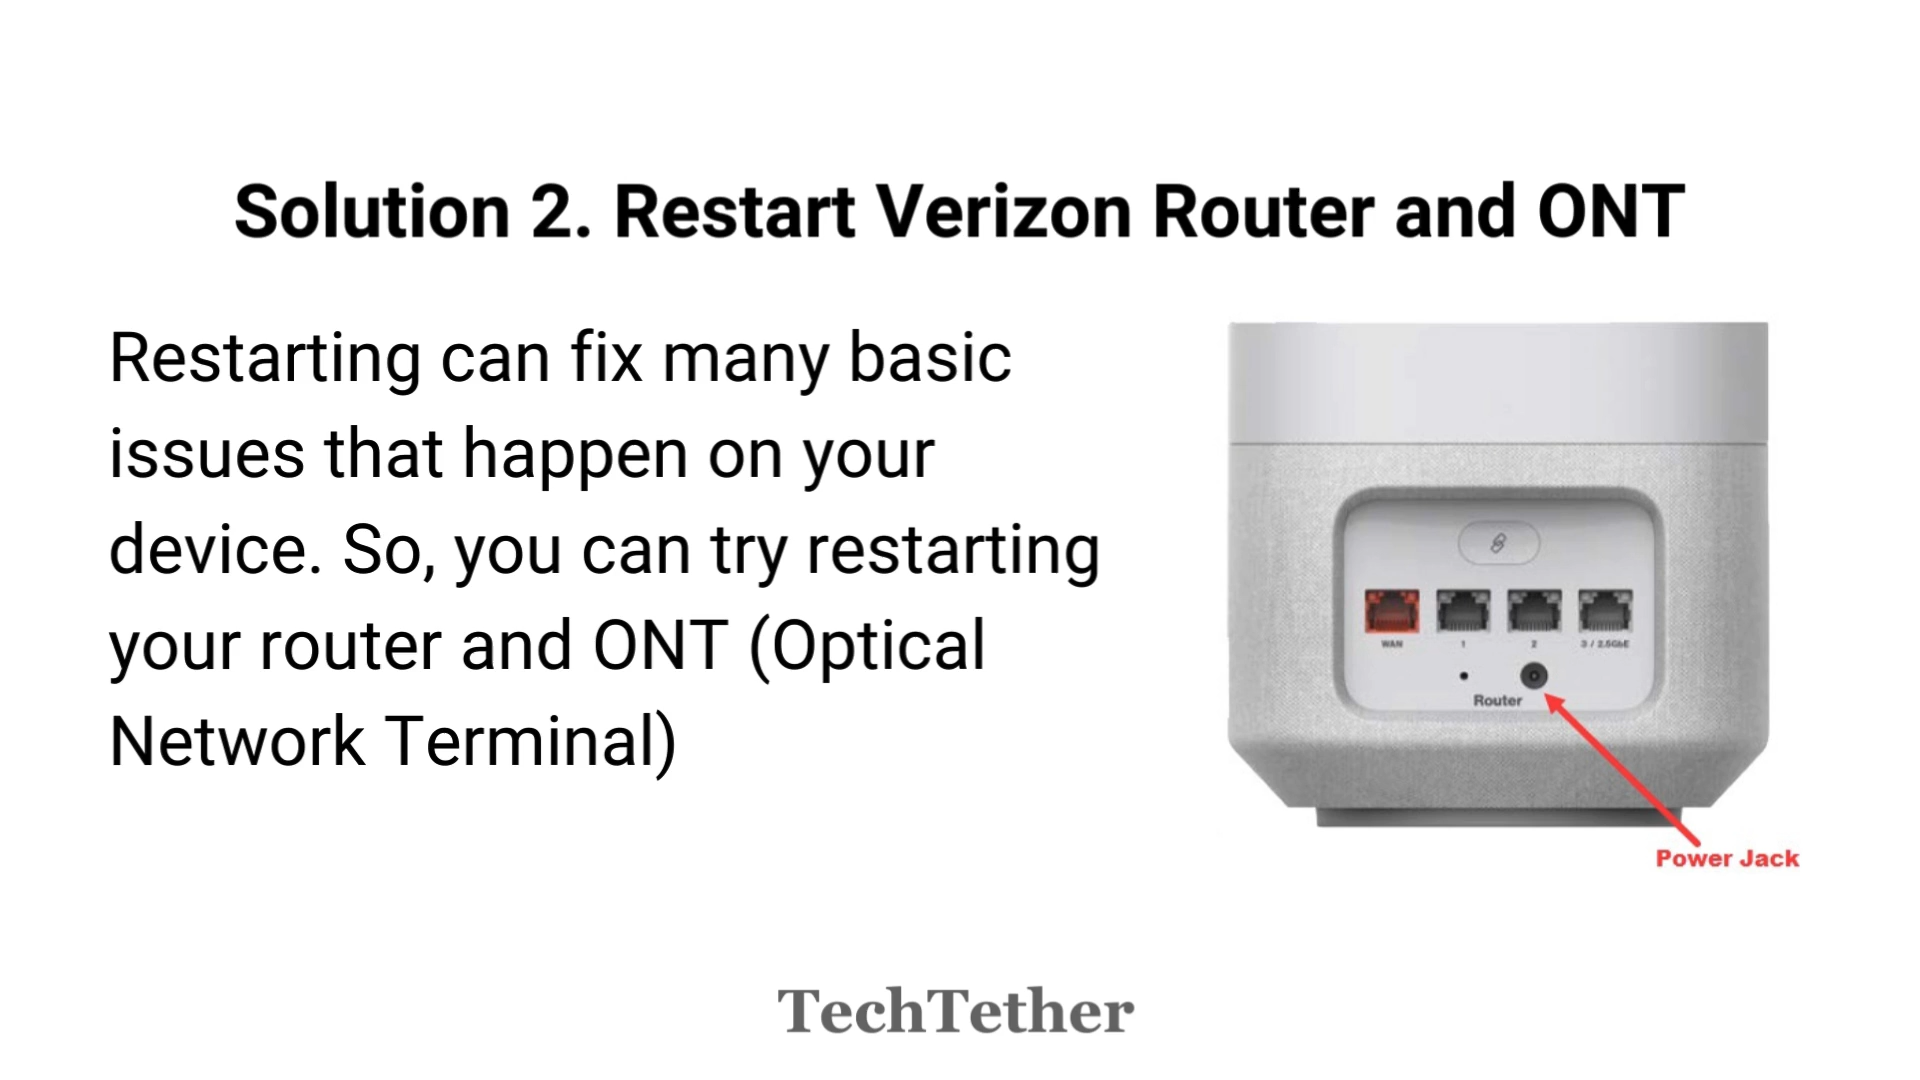 Solution 2. Restart Verizon Router and ONT
Restarting can fix many basic
issues that happen on your
device. So, you can try restarting
your router and ONT (Optical
Network Terminal)
WAN
1
2
3 / 2.5GbE
Router
Power Jack
TechTether